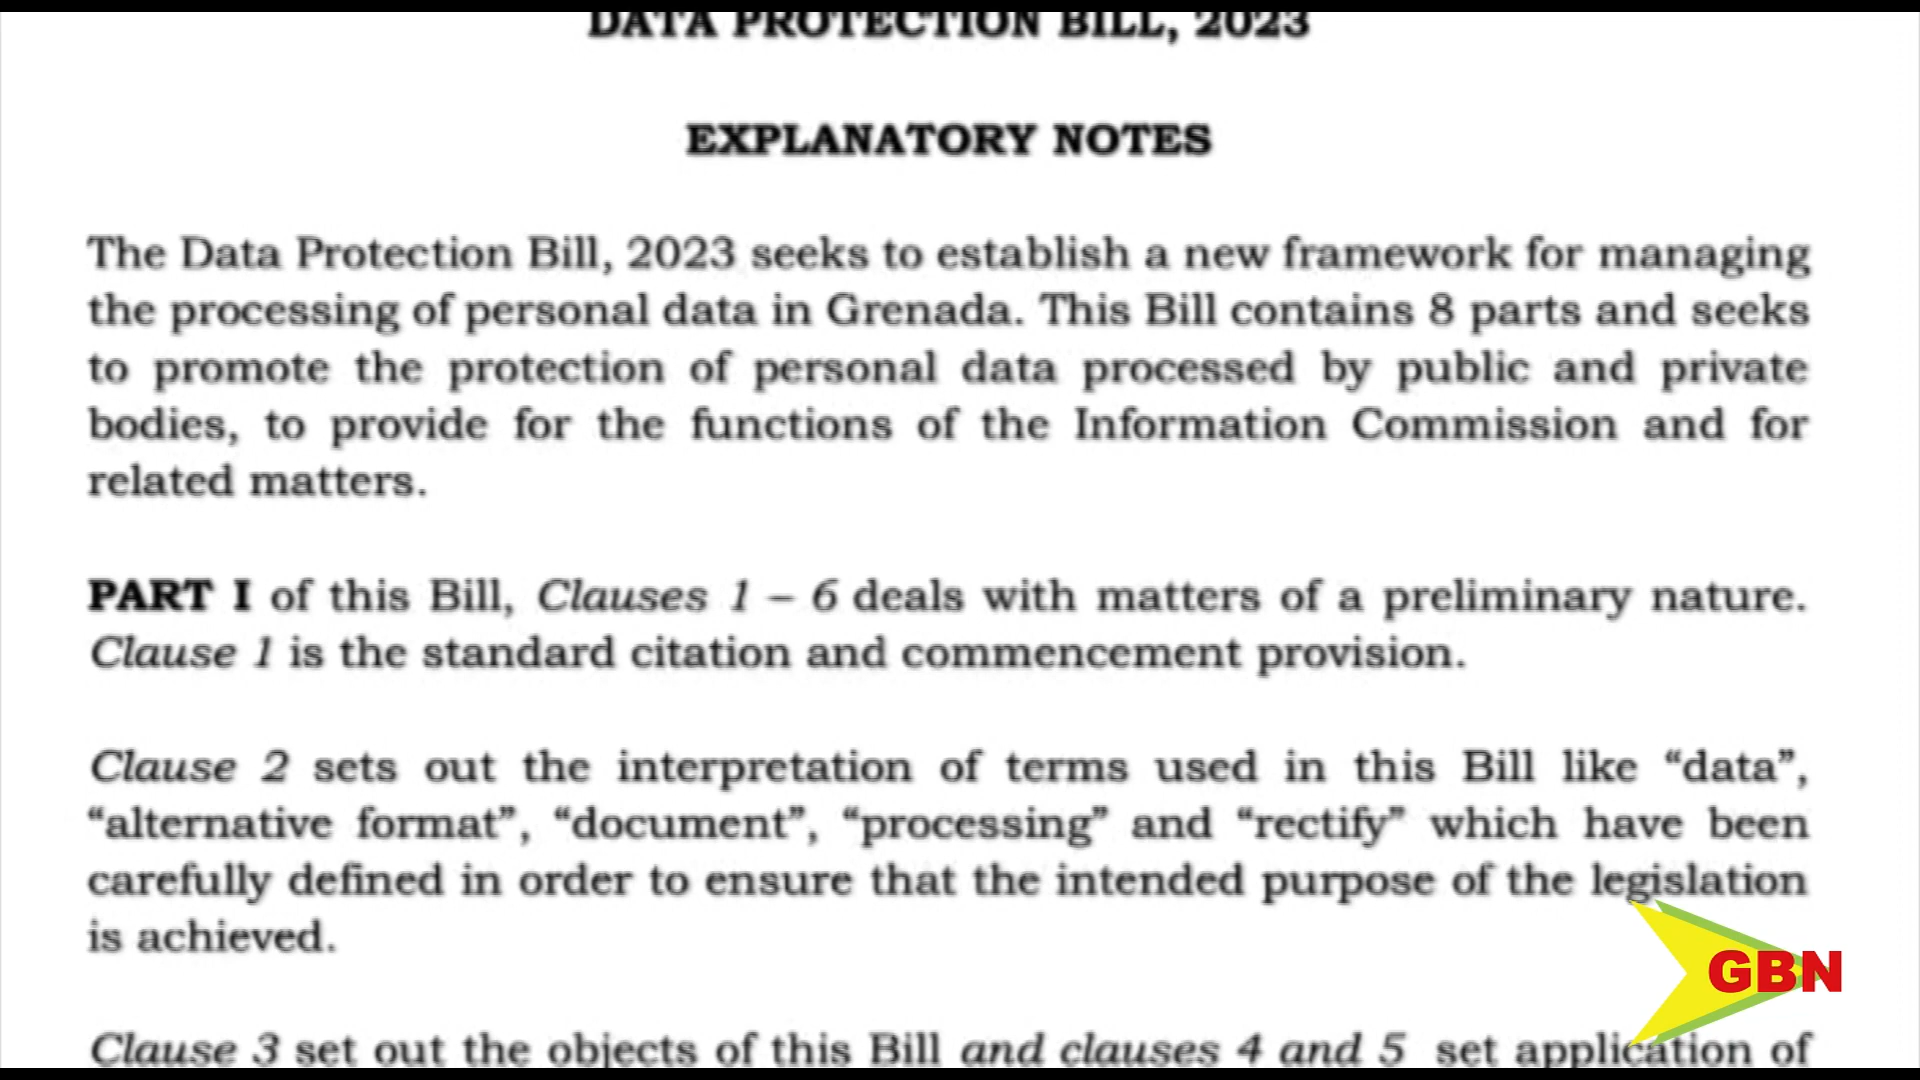 DATA PROTECTION BILL, 2023
EXPLANATORY NOTES
The Data Protection Bill, 2023 seeks to establish a new framework for managing
the processing of personal data in Grenada. This Bill contains 8 parts and seeks
to promote the protection of personal data processed by public and private
bodies, to provide for the functions of the Information Commission and for
related matters.
PART I of this Bill, Clauses 1 – 6 deals with matters of a preliminary nature.
Clause 1 is the standard citation and commencement provision.
Clause 2 sets out the interpretation of terms used in this Bill like “data”,
“alternative format”, “document”, “processing” and “rectify” which have been
carefully defined in order to ensure that the intended purpose of the legislation
is achieved.
GBN
Clause 3 set out the objects of this Bill and clauses 4 and 5 set application of